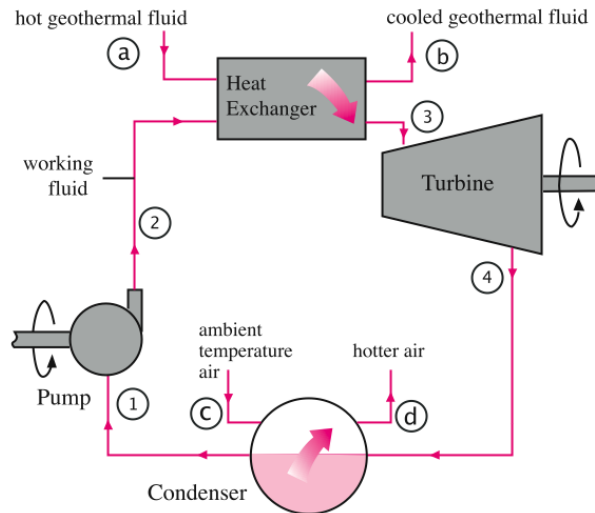 hot geothermal fluid
cooled geothermal fluid
a
b
Heat
Exchanger
3
Turbine
working
fluid
2
4
ambient
temperature
air
hotter air
Pump
1
c
d
Condenser